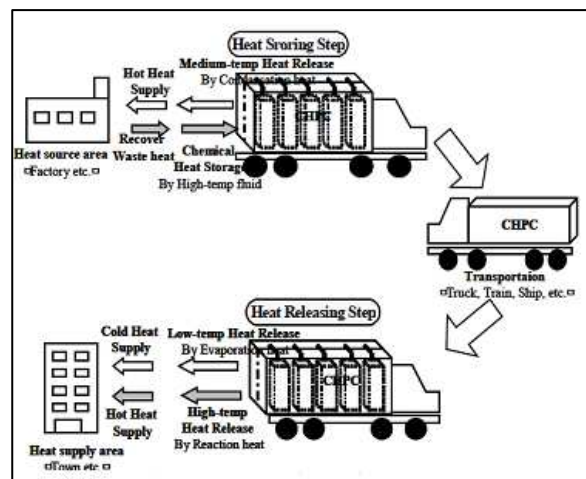 Heat Sroring Step
Medium-temp Heat Release
By Condensation heat
Hot Heat
Supply
CHPC
Recover
Waste heat
Chemical
Heat Storage
By High-temp fluid
Heat source area
¤Factory etc.¤
CHPC
Transportaion
¤Truck, Train, Ship, etc.¤
Heat Releasing Step
Cold Heat
Supply
Low-temp Heat Release
By Evaporation heat
CHPC
Hot Heat
Supply
High-temp
Heat Release
By Reaction heat
Heat supply area
¤Town etc.¤